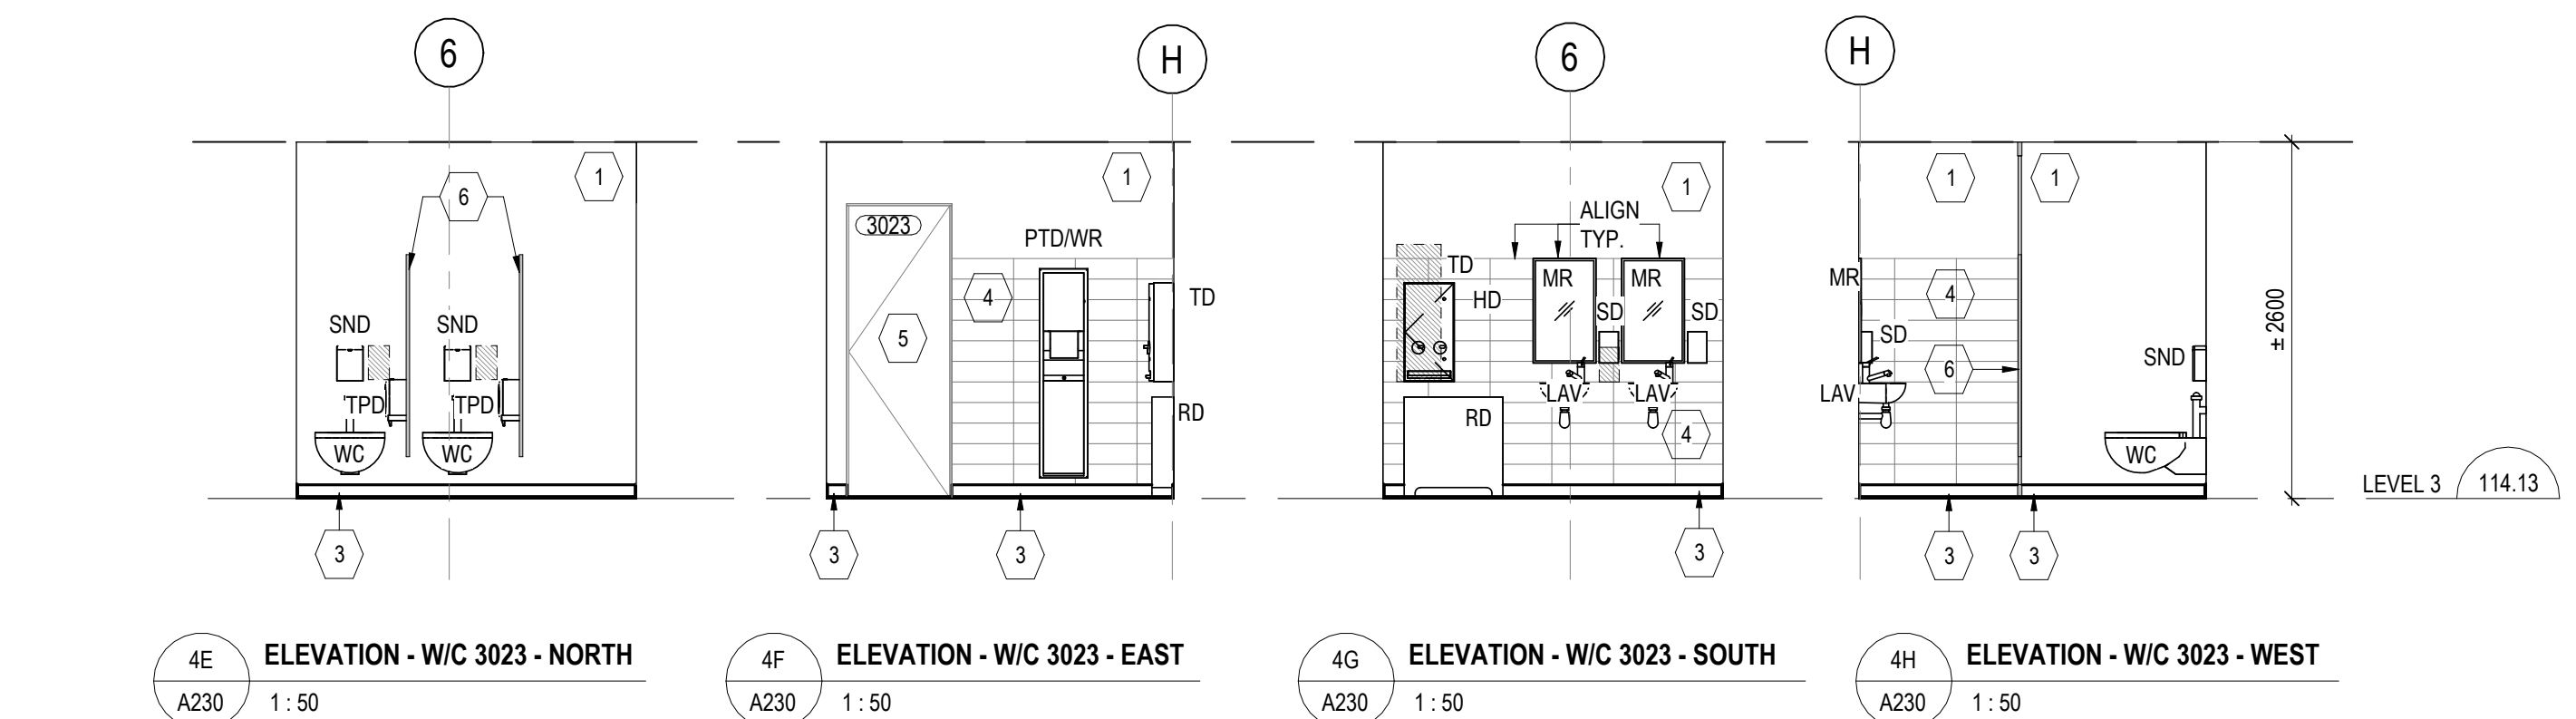 6
H
6
H
1
6
SND
SND
TPD
TPD
WC
WC
3
1
3023
PTD/WR
4
5
TD
RD
3
3
1
ALIGN
TYP.
TD
HD
MR
MR
SD
SD
LAV
LAV
RD
4
3
1
1
MR
4
SD
6
SND
LAV
WC
3
3
± 2600
LEVEL 3
114.13
4E
ELEVATION - W/C 3023 - NORTH
A230
1 : 50
4F
ELEVATION - W/C 3023 - EAST
A230
1 : 50
4G
ELEVATION - W/C 3023 - SOUTH
A230
1 : 50
4H
ELEVATION - W/C 3023 - WEST
A230
1 : 50